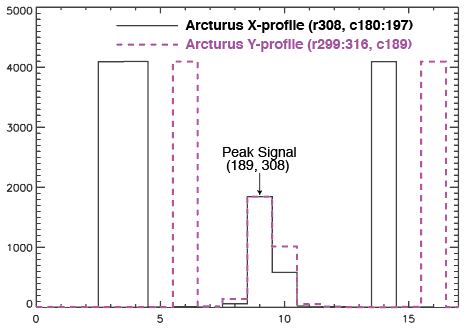 5000
4000
3000
2000
1000
0
Arcturus X-profile (r308, c180:197)
Arcturus Y-profile (r299:316, c189)
Peak Signal
(189, 308)
0 5 10 15